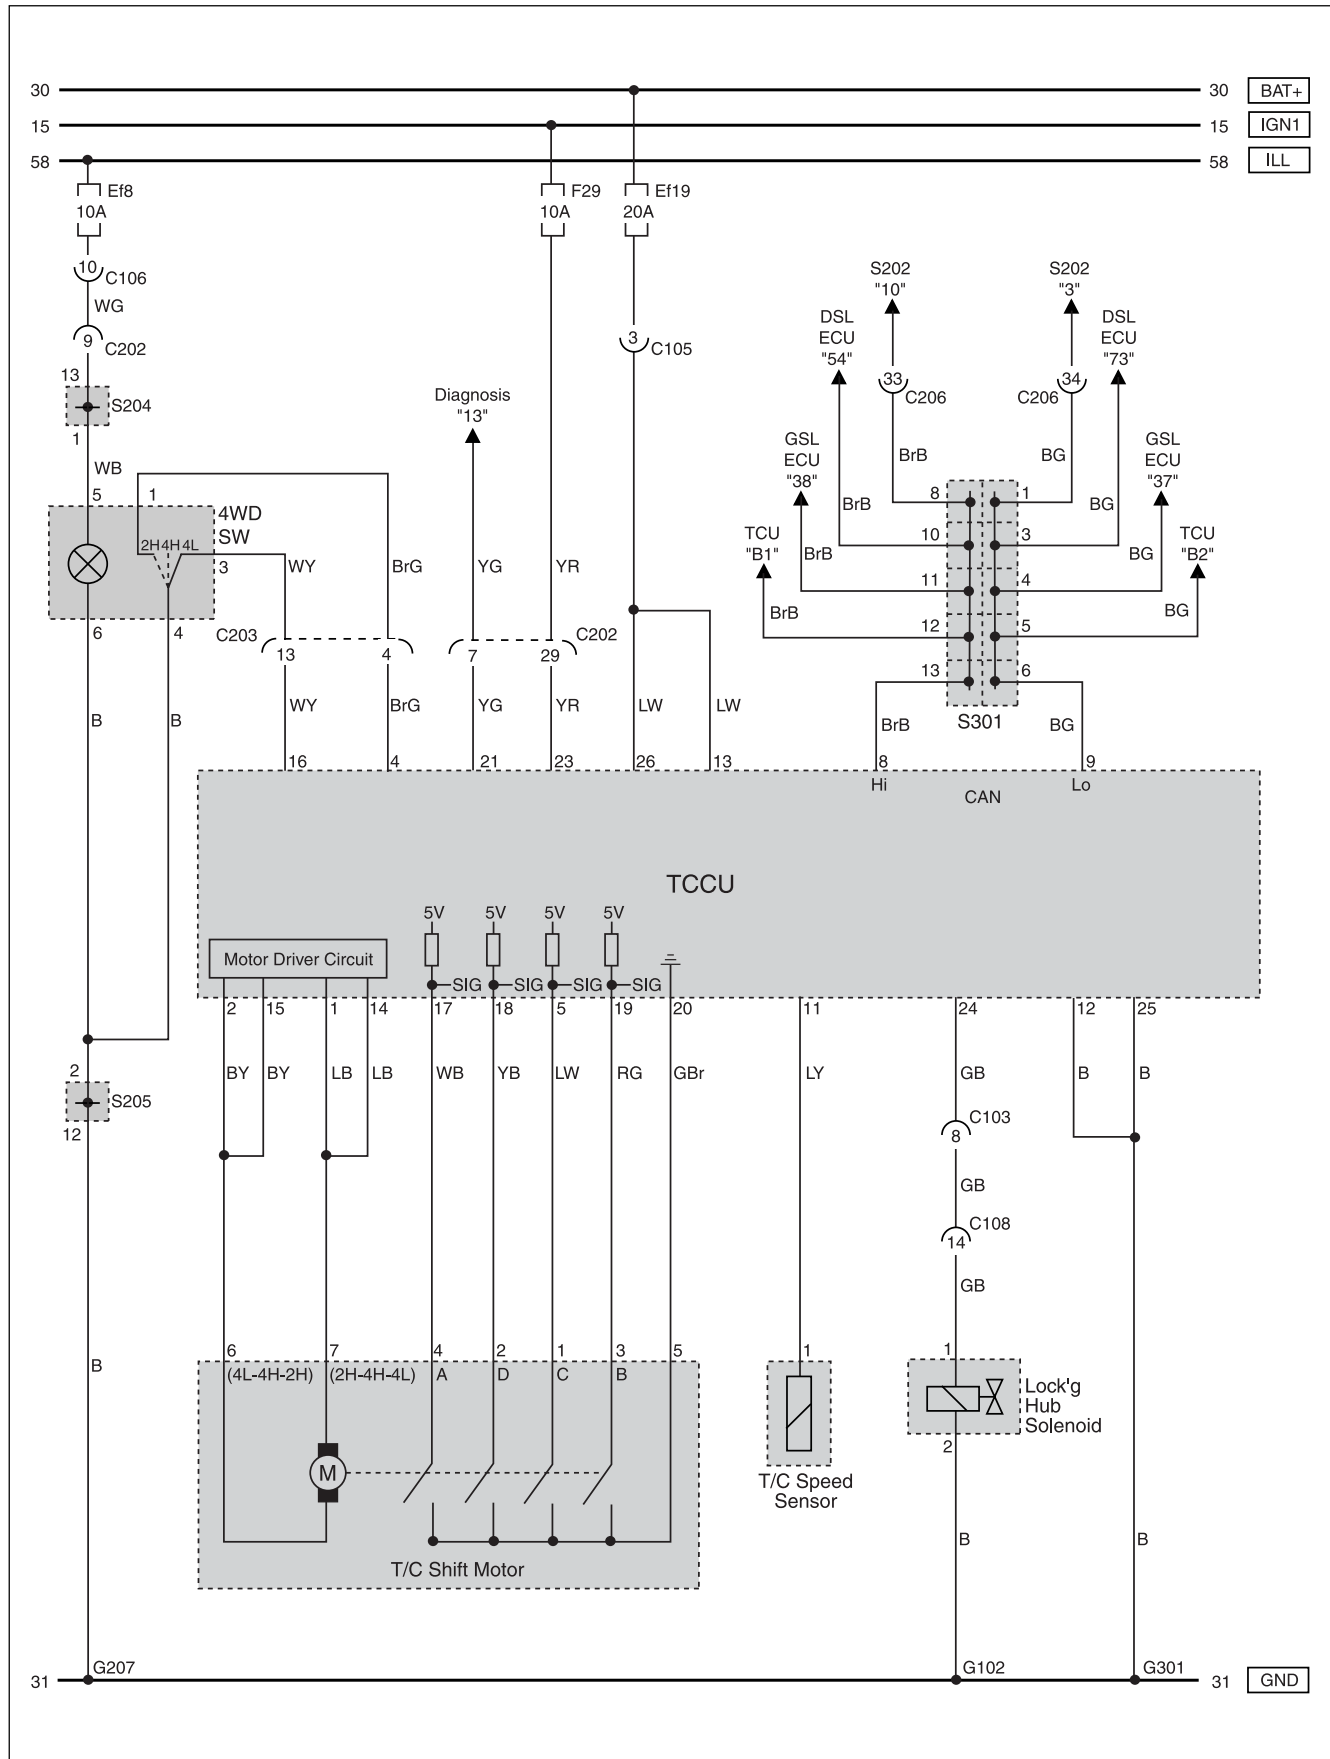 30 30 BAT+
15 15 IGN1
58 58 ILL
Ef8 F29 Ef19
10A 10A 20A
10 C106
WG
9 C202
3 C105
S202 S202
"10" "3"
DSL DSL
ECU ECU
"54" "73"
33 34
C206 C206
13
S204
1
Diagnosis
"13"
GSL GSL
ECU ECU
"38" "37"
BrB BG
WB
5 1
8 1
BrB BG
4WD
SW
2H 4H 4L
3
TCU TCU
"B1" "B2"
10 3
BrB BG
WY BrG YG YR
11 4
BrB BG
6 4
C203 C202
13 4 7 29
12 5
13 6
B B
WY BrG YG YR LW LW
BrB BG
S301
16 4 21 23 26 13 8 9
Hi Lo
CAN
TCCU
5V 5V 5V 5V
Motor Driver Circuit
SIG SIG SIG SIG
2 15 1 14 17 18 5 19 20 11 24 12 25
2
BY BY LB LB WB YB LW RG GBr LY GB B B
S205
12
C103
8
GB
C108
14
GB
B
6 7 4 2 1 3 5 1 1
(4L-4H-2H) (2H-4H-4L) A D C B
Lock'g
Hub
Solenoid
2
M
T/C Speed
Sensor
B B
T/C Shift Motor
G207 G102 G301
31 31 GND